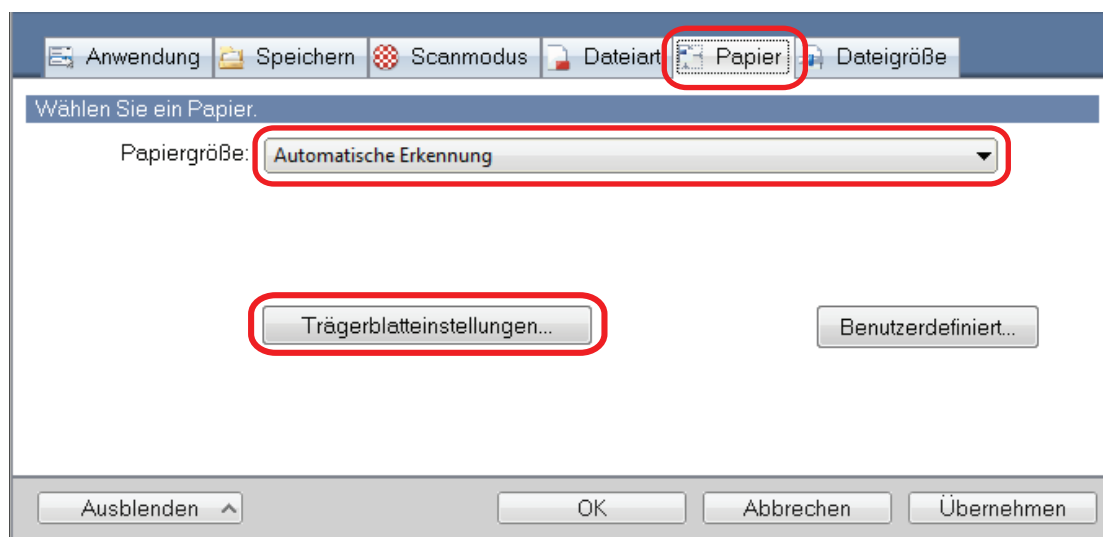 Anwendung Speichern Scanmodus Dateiart Papier Dateigröße
Wählen Sie ein Papier.
Papiergröße: Automatische Erkennung
Trägerblatteinstellungen... Benutzerdefiniert...
Ausblenden OK Abbrechen Übernehmen